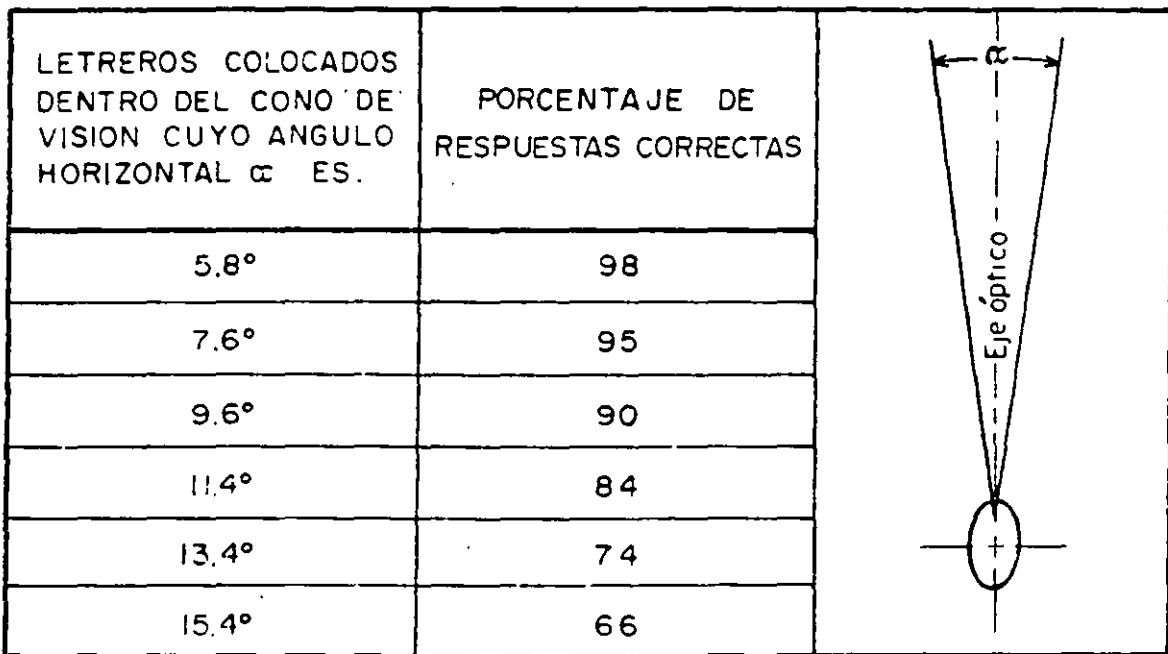 LETREROS COLOCADOS
DENTRO DEL CONO DE
VISION CUYO ANGULO
HORIZONTAL α ES.
PORCENTAJE DE
RESPUESTAS CORRECTAS
5.8° 98
7.6° 95
9.6° 90
11.4° 84
13.4° 74
15.4° 66
α
Eje óptico